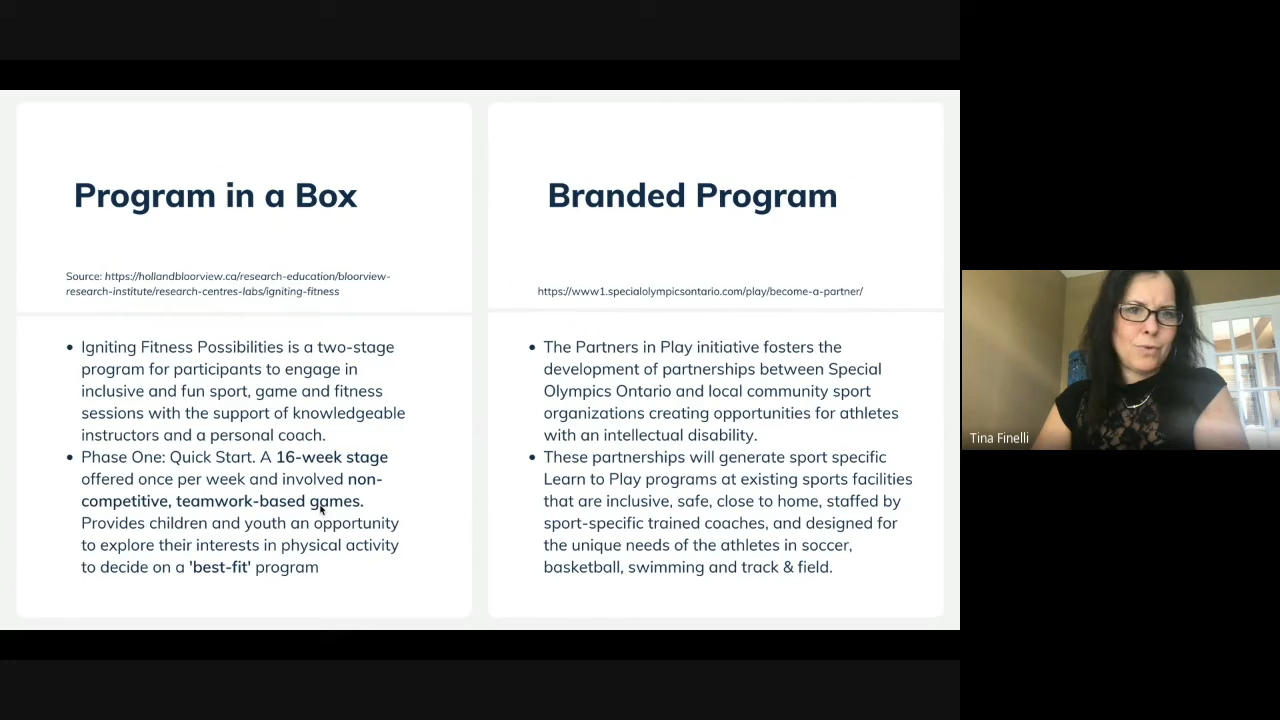 Program in a Box
Source: https://hollandbloorview.ca/research-education/bloorview-
research-institute/research-centres-labs/igniting-fitness
• Igniting Fitness Possibilities is a two-stage
program for participants to engage in
inclusive and fun sport, game and fitness
sessions with the support of knowledgeable
instructors and a personal coach.
• Phase One: Quick Start. A 16-week stage
offered once per week and involved non-
competitive, teamwork-based games.
Provides children and youth an opportunity
to explore their interests in physical activity
to decide on a 'best-fit' program
Branded Program
https://www1.specialolympicsontario.com/play/become-a-partner/
• The Partners in Play initiative fosters the
development of partnerships between Special
Olympics Ontario and local community sport
organizations creating opportunities for athletes
with an intellectual disability.
• These partnerships will generate sport specific
Learn to Play programs at existing sports facilities
that are inclusive, safe, close to home, staffed by
sport-specific trained coaches, and designed for
the unique needs of the athletes in soccer,
basketball, swimming and track & field.
Tina Finelli